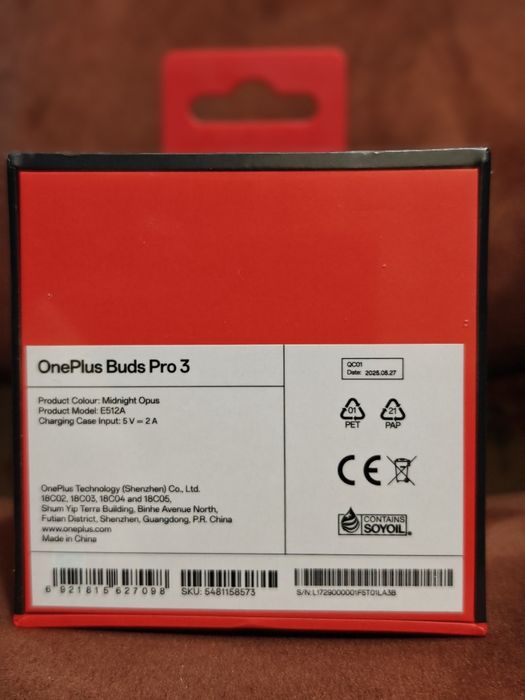 OnePlus Buds Pro 3
Product Colour: Midnight Opus
Product Model: E512A
Charging Case Input: 5 V ⎓ 2 A
OnePlus Technology (Shenzhen) Co., Ltd.
18C02, 18C03, 18C04 and 18C05,
Shum Yip Terra Building, Binhe Avenue North,
Futian District, Shenzhen, Guangdong, P.R. China
www.oneplus.com
Made in China
QC01
Date: 2025.05.27
01
PET
21
PAP
CE
CONTAINS
SOYOIL®
6 921815 627098
SKU: 5481158573
S/N:L1729000001F5T01LA3B